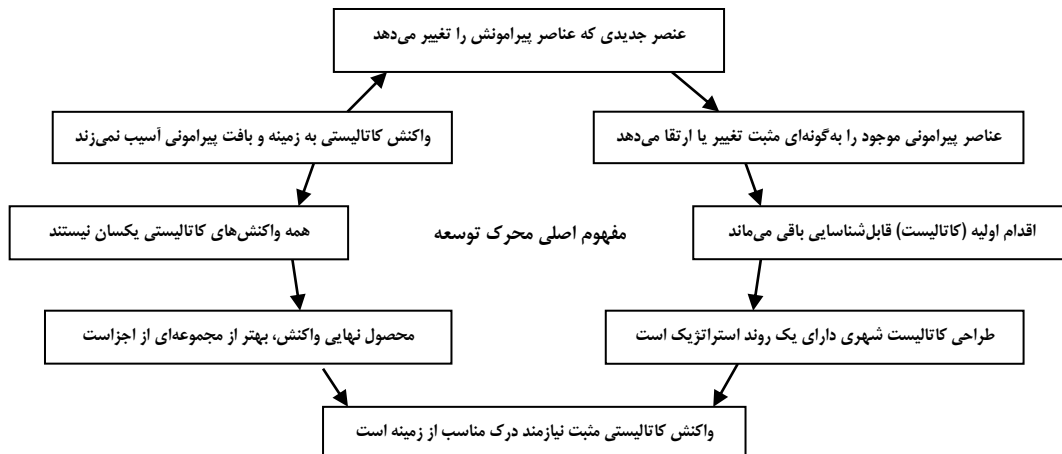 عنصر جدیدی که عناصر پیرامونش را تغییر می‌دهد
عناصر پیرامونی موجود را به‌گونه‌ای مثبت تغییر یا ارتقا می‌دهد
واکنش کاتالیستی به زمینه و بافت پیرامونی آسیب نمی‌زند
اقدام اولیه (کاتالیست) قابل‌شناسایی باقی می‌ماند
مفهوم اصلی محرک توسعه
همه واکنش‌های کاتالیستی یکسان نیستند
طراحی کاتالیست شهری دارای یک روند استراتژیک است
محصول نهایی واکنش، بهتر از مجموعه‌ای از اجزاست
واکنش کاتالیستی مثبت نیازمند درک مناسب از زمینه است